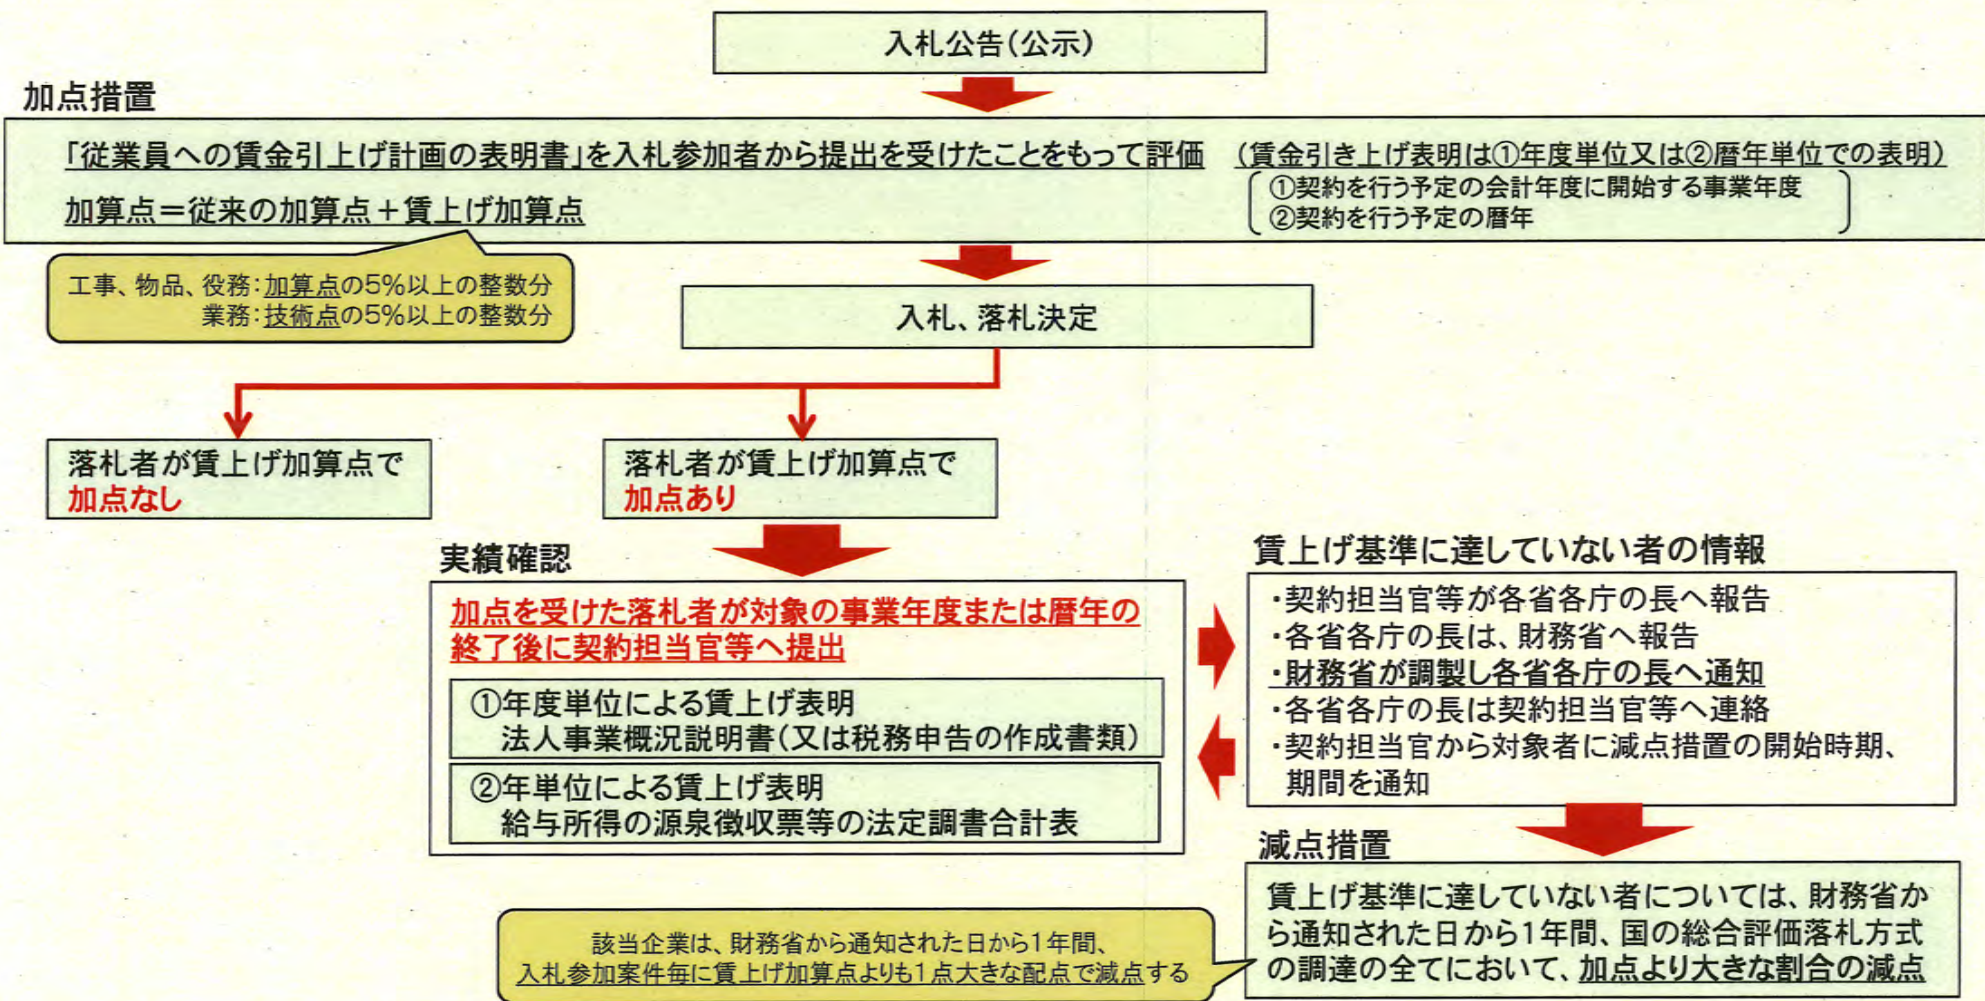 入札公告(公示)
加点措置
「従業員への賃金引上げ計画の表明書」を入札参加者から提出を受けたことをもって評価 (賃金引き上げ表明は①年度単位又は②暦年単位での表明)
①契約を行う予定の会計年度に開始する事業年度
②契約を行う予定の暦年
加算点=従来の加算点+賃上げ加算点
工事、物品、役務:加算点の5%以上の整数分
業務:技術点の5%以上の整数分
入札、落札決定
落札者が賃上げ加算点で
加点なし
落札者が賃上げ加算点で
加点あり
実績確認
加点を受けた落札者が対象の事業年度または暦年の
終了後に契約担当官等へ提出
①年度単位による賃上げ表明
法人事業概況説明書(又は税務申告の作成書類)
②年単位による賃上げ表明
給与所得の源泉徴収票等の法定調書合計表
賃上げ基準に達していない者の情報
・契約担当官等が各省各庁の長へ報告
・各省各庁の長は、財務省へ報告
・財務省が調製し各省各庁の長へ通知
・各省各庁の長は契約担当官等へ連絡
・契約担当官から対象者に減点措置の開始時期、
期間を通知
減点措置
賃上げ基準に達していない者については、財務省か
ら通知された日から1年間、国の総合評価落札方式
の調達の全てにおいて、加点より大きな割合の減点
該当企業は、財務省から通知された日から1年間、
入札参加案件毎に賃上げ加算点よりも1点大きな配点で減点する